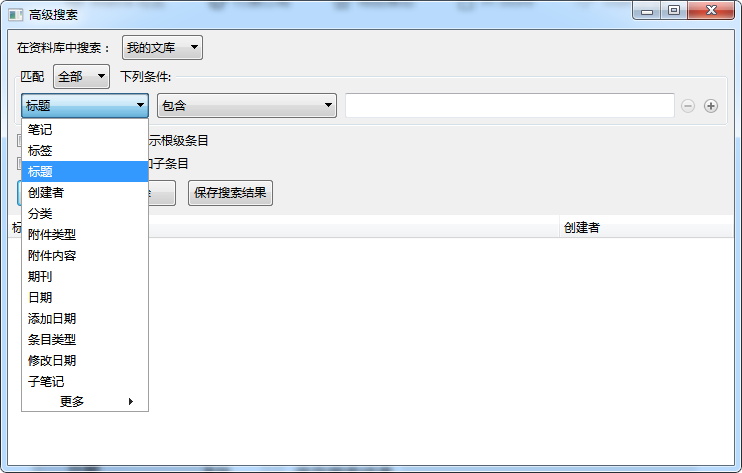 高级搜索
在资料库中搜索： 我的文库
匹配 全部 下列条件:
标题 包含
笔记
示根级条目
标签
子条目
标题
创建者
保存搜索结果
分类
创建者
附件类型
附件内容
期刊
日期
添加日期
条目类型
修改日期
子笔记
更多